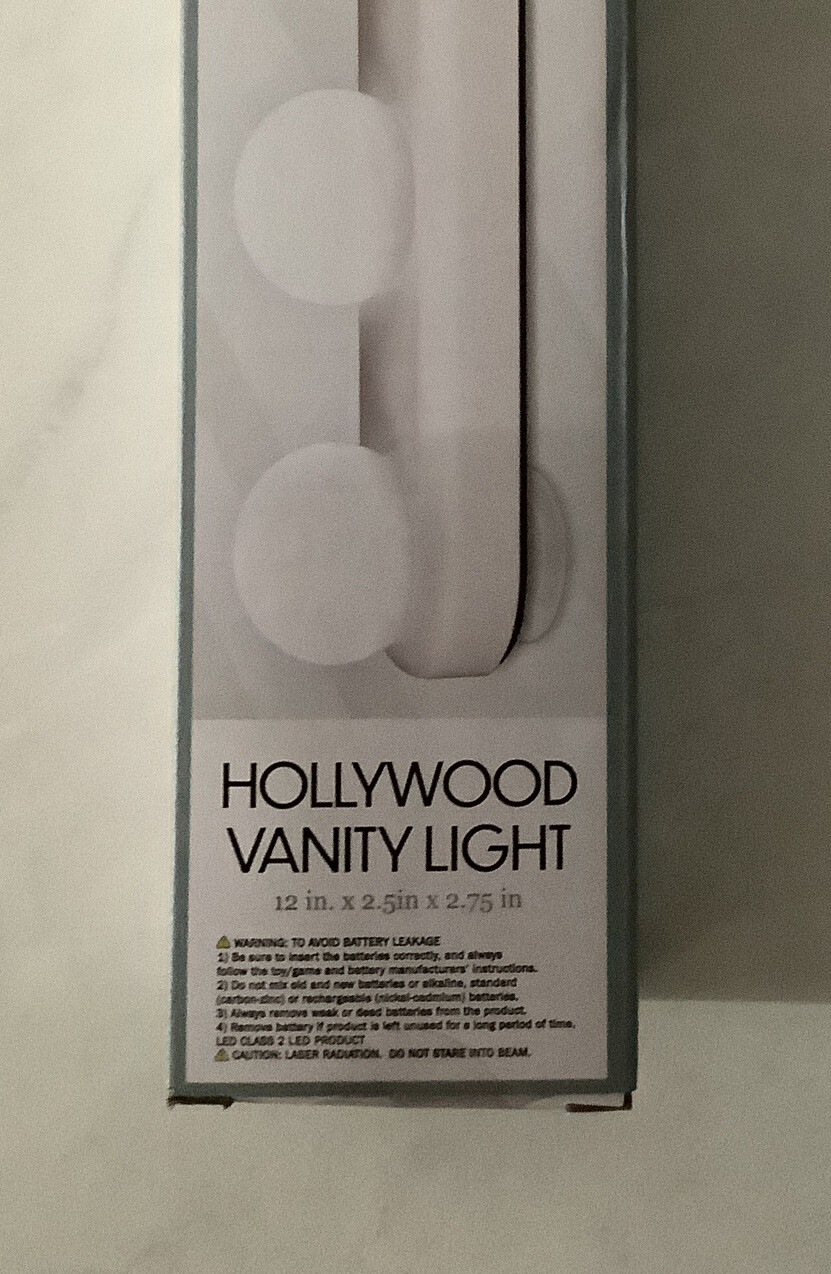 HOLLYWOOD
VANITY LIGHT
12 in. x 2.5in x 2.75 in
WARNING: TO AVOID BATTERY LEAKAGE
1) Be sure to insert the batteries correctly, and always
follow the toy/game and battery manufacturers' instructions.
2) Do not mix old and new batteries or alkaline, standard
(carbon-zinc) or rechargeable (nickel-cadmium) batteries.
3) Always remove weak or dead batteries from the product.
4) Remove battery if product is left unused for a long period of time.
LED CLASS 2 LED PRODUCT
CAUTION: LASER RADIATION. DO NOT STARE INTO BEAM.